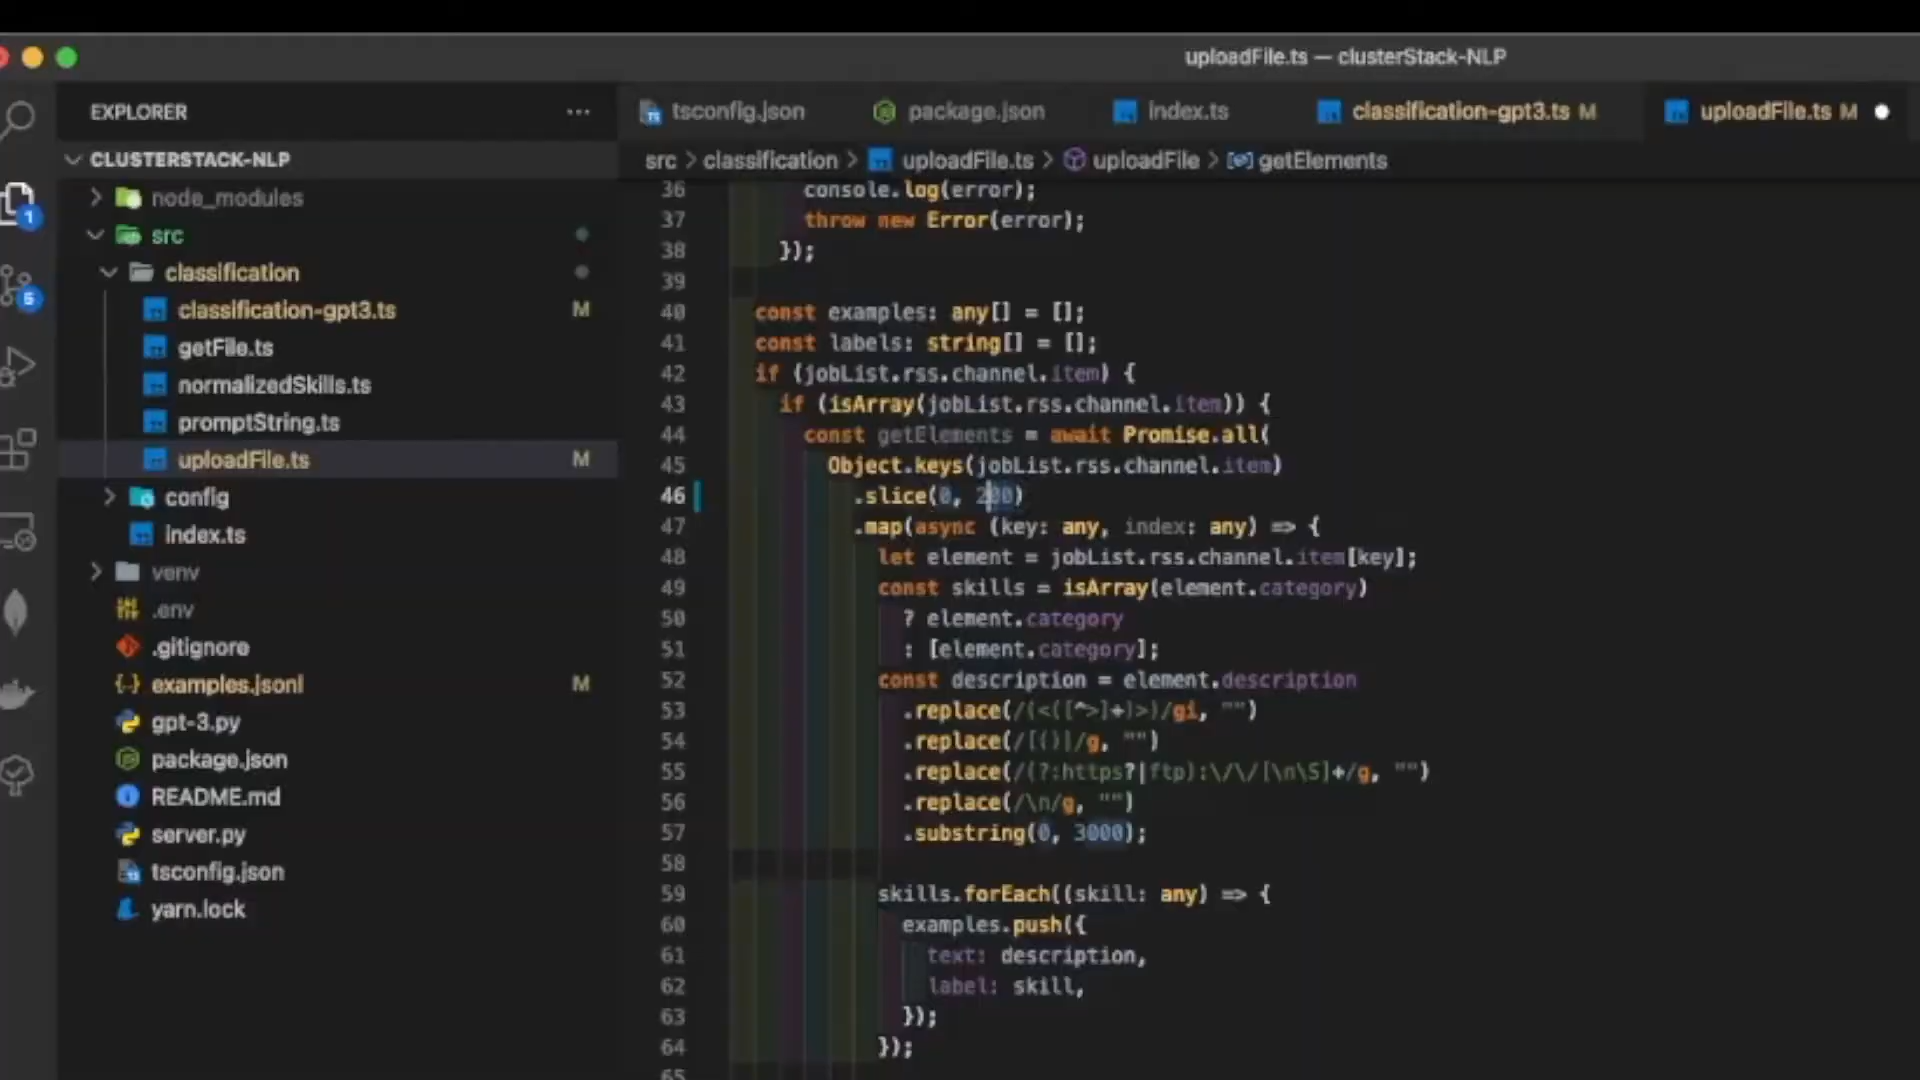 uploadFile.ts — clusterStack-NLP
EXPLORER
tsconfig.json
package.json
index.ts
classification-gpt3.ts M
uploadFile.ts M
CLUSTERSTACK-NLP
src > classification > uploadFile.ts > uploadFile > getElements
node_modules
src
classification
classification-gpt3.ts M
getFile.ts
normalizedSkills.ts
promptString.ts
uploadFile.ts M
config
index.ts
venv
.env
.gitignore
examples.jsonl M
gpt-3.py
package.json
README.md
server.py
tsconfig.json
yarn.lock
1
36 console.log(error);
37 throw new Error(error);
38 });
39
40 const examples: any[] = [];
41 const labels: string[] = [];
42 if (jobList.rss.channel.item) {
43 if (isArray(jobList.rss.channel.item)) {
44 const getElements = await Promise.all(
45 Object.keys(jobList.rss.channel.item)
46 .slice(0, 200)
47 .map(async (key: any, index: any) => {
48 let element = jobList.rss.channel.item[key];
49 const skills = isArray(element.category)
50 ? element.category
51 : [element.category];
52 const description = element.description
53 .replace(/(<([^>]+)>)/gi, "")
54 .replace(/[()]/g, "")
55 .replace(/(?:https?|ftp):\/\/[\n\S]+/g, "")
56 .replace(/\n/g, "")
57 .substring(0, 3000);
58
59 skills.forEach((skill: any) => {
60 examples.push({
61 text: description,
62 label: skill,
63 });
64 });
65